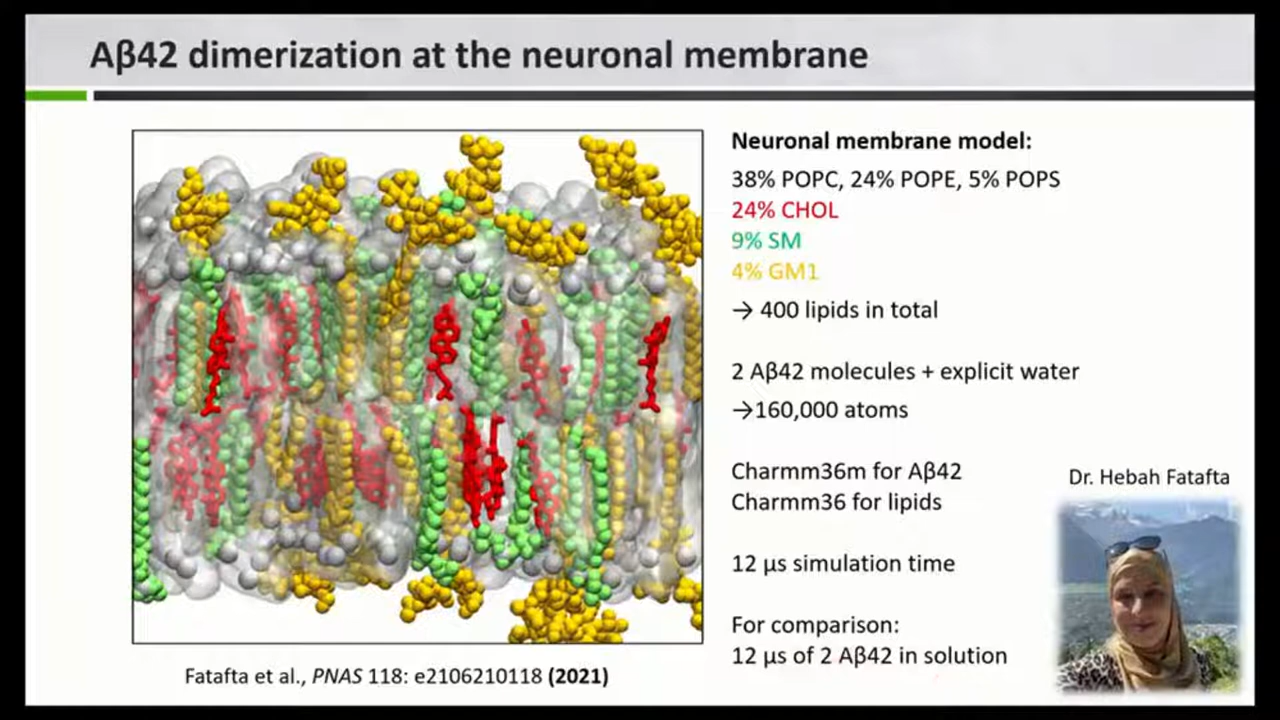 Aβ42 dimerization at the neuronal membrane
Neuronal membrane model:
38% POPC, 24% POPE, 5% POPS
24% CHOL
9% SM
4% GM1
→ 400 lipids in total
2 Aβ42 molecules + explicit water
→160,000 atoms
Charmm36m for Aβ42
Charmm36 for lipids
Dr. Hebah Fatafta
12 µs simulation time
For comparison:
12 µs of 2 Aβ42 in solution
Fatafta et al., PNAS 118: e2106210118 (2021)